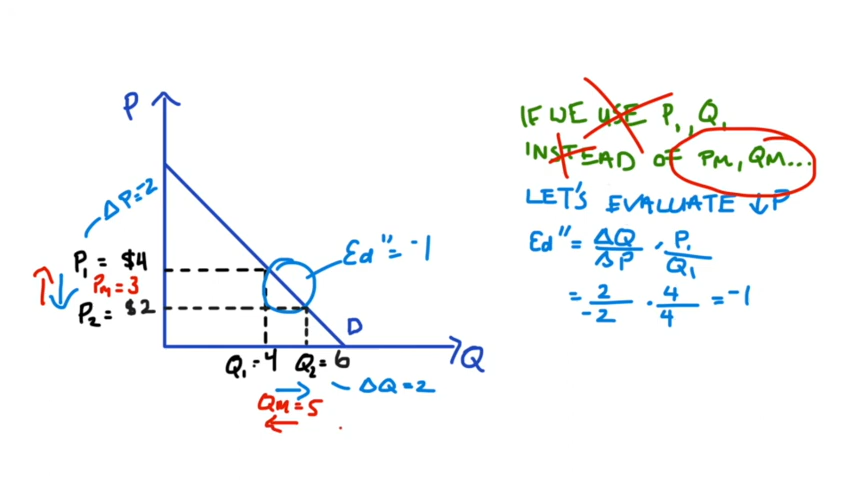 P
ΔP=-2
P₁ = $4
PM = 3
P₂ = $2
Ed" = -1
D
Q
Q₁ = 4
Q₂ = 6
ΔQ = 2
QM = 5
IF WE USE P₁, Q₁
INSTEAD OF PM, QM...
LET'S EVALUATE ↓P
Ed" = ΔQ/ΔP · P₁/Q₁
= 2/-2 · 4/4 = -1